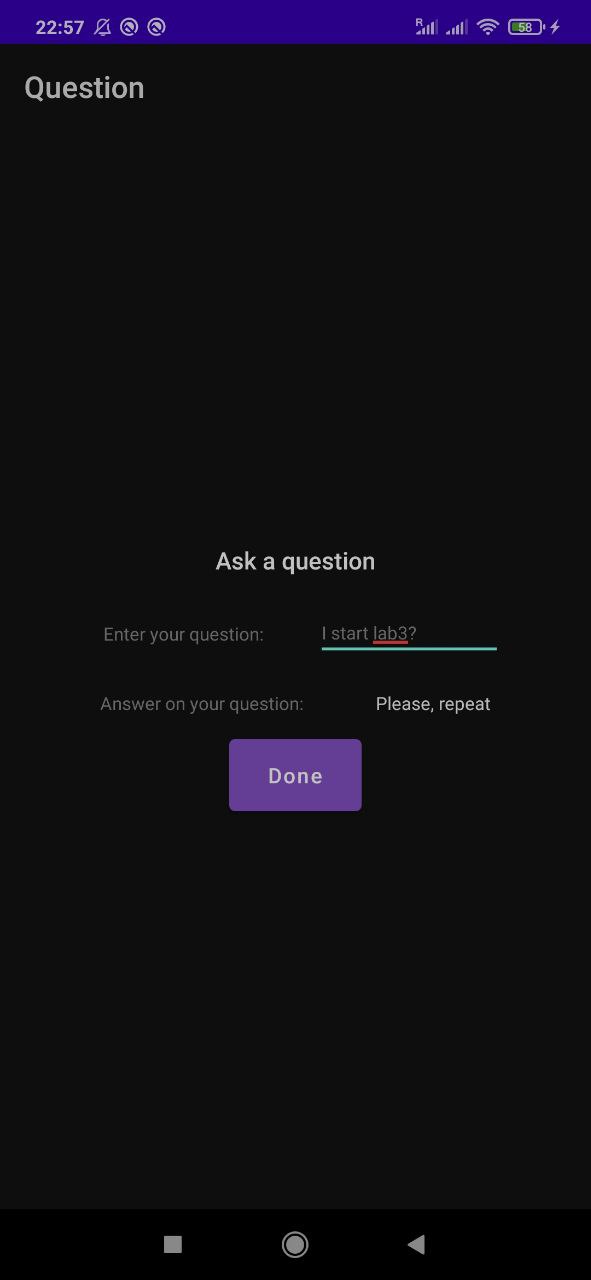 22:57 R 58
Question
Ask a question
Enter your question: I start lab3?
Answer on your question: Please, repeat
Done